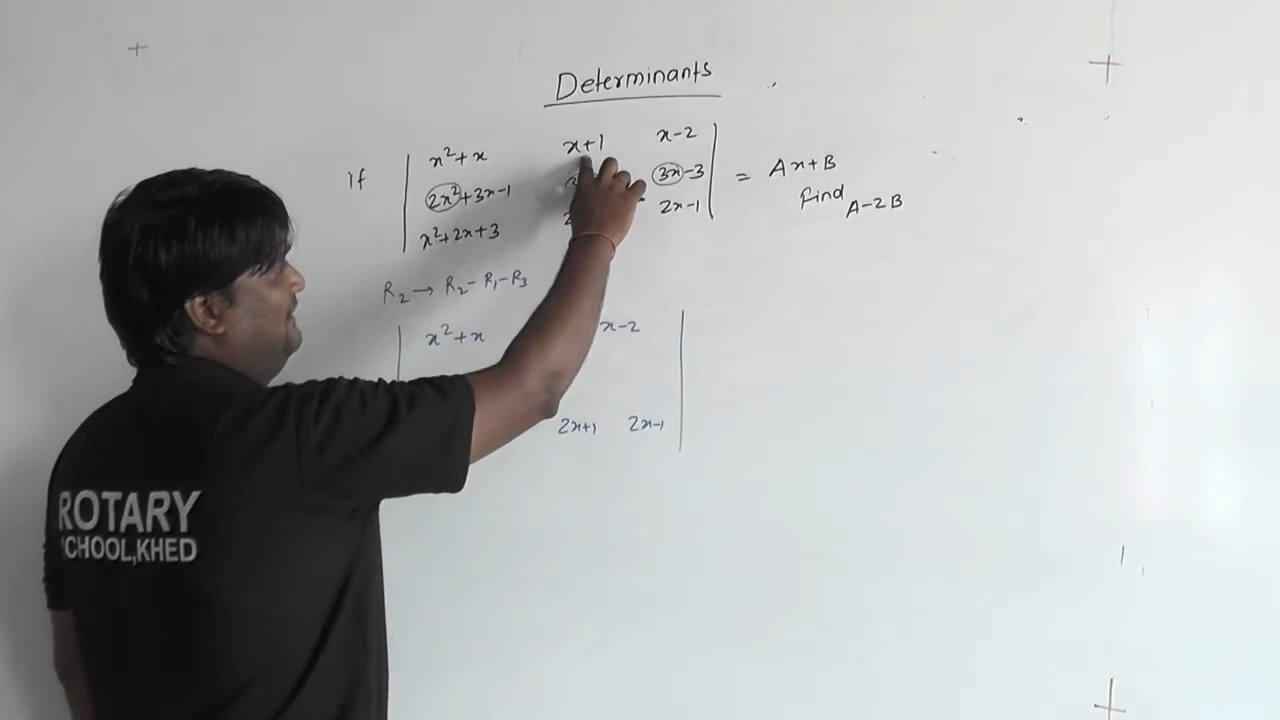 Determinants
If
x²+x x+1 x-2
2x²+3x-1 3x-3
x²+2x+3 2x-1
= Ax+B
find A-2B
R₂ → R₂-R₁-R₃
x²+x x-2
2x+1 2x-1
ROTARY
CHOOL,KHED